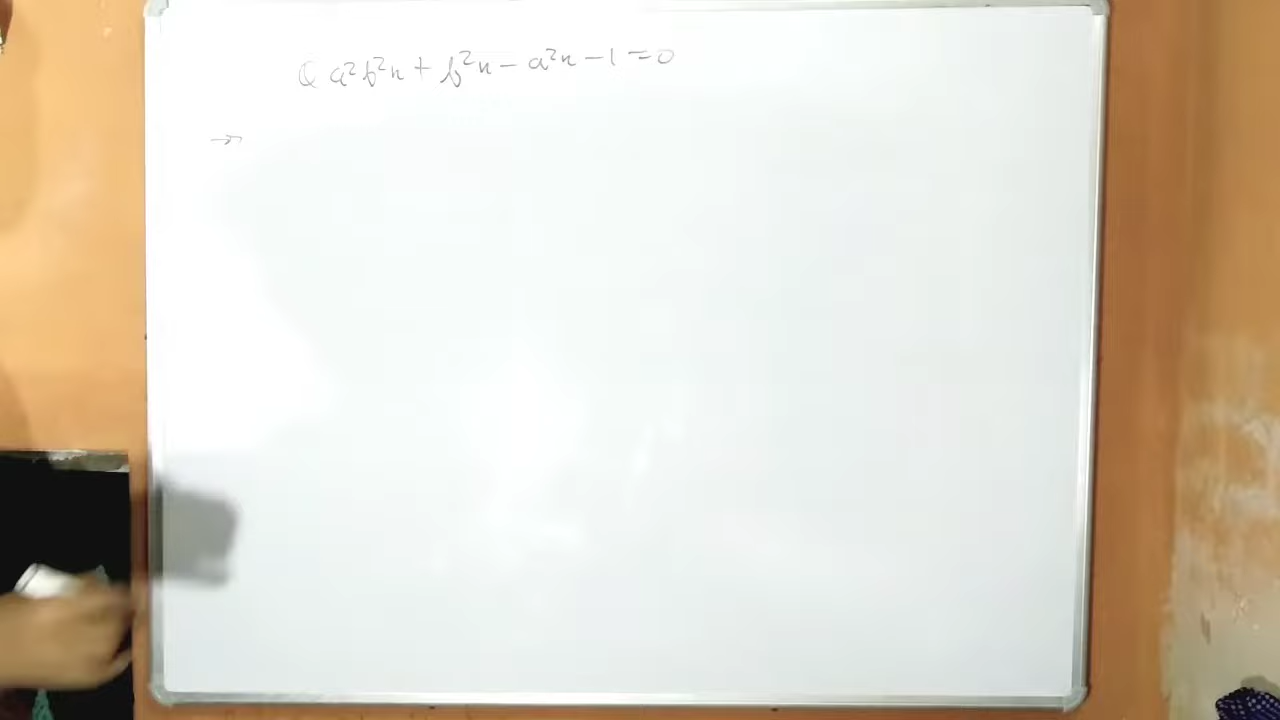 Q a²b²x + b²x - a²x - 1 = 0
→